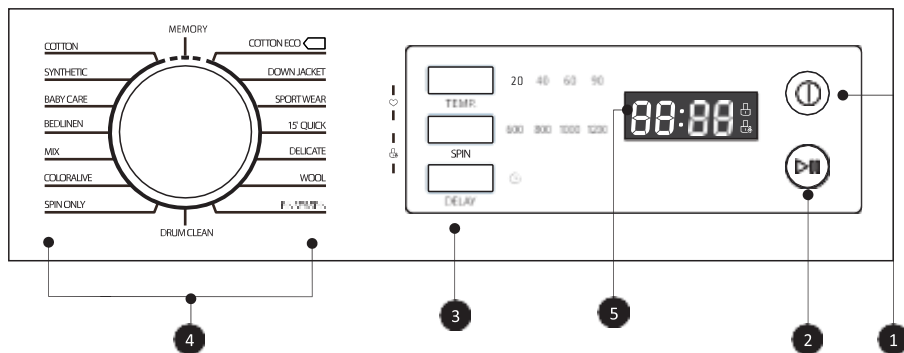 MEMORY
COTTON
SYNTHETIC
BABY CARE
BEDLINEN
MIX
COLORALIVE
SPIN ONLY
DRUM CLEAN
COTTON ECO
DOWN JACKET
SPORT WEAR
15' QUICK
DELICATE
WOOL
TEMP.
20 40 60 90
SPIN
600 800 1000 1200
DELAY
88:88
5
3
4
2
1